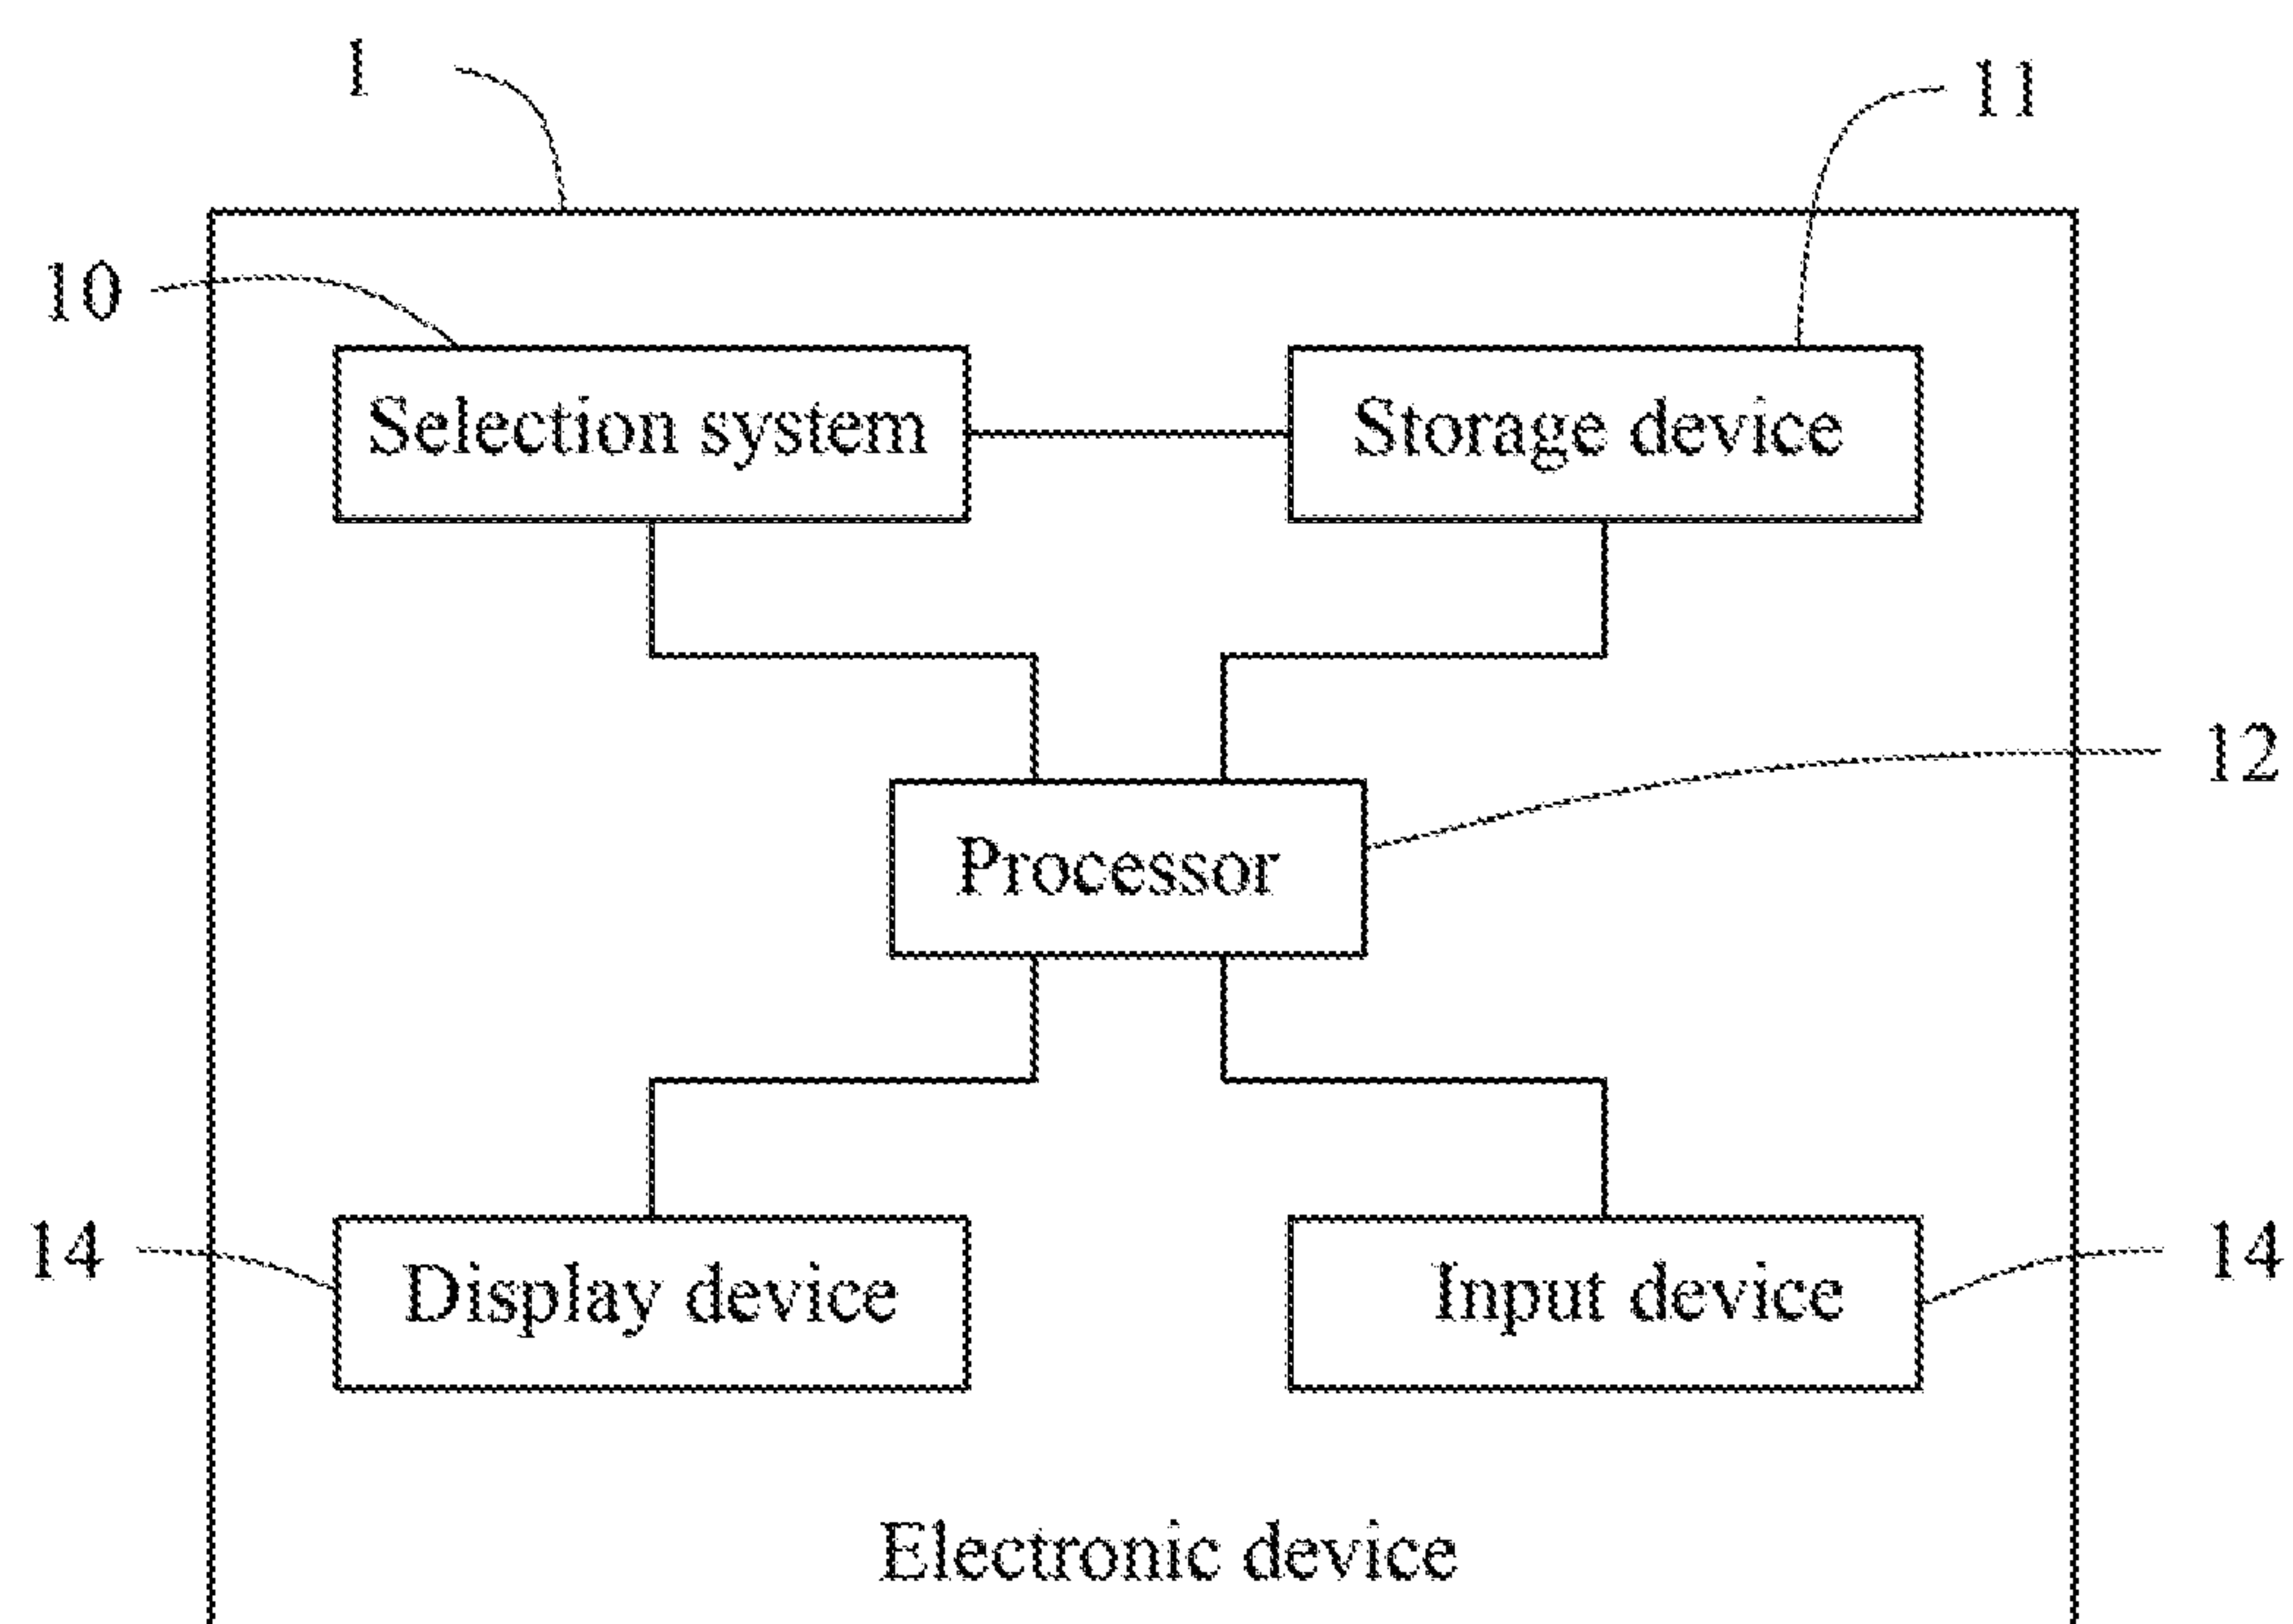 1
11
10
Selection system
Storage device
12
Processor
14
14
Display device
Input device
Electronic device